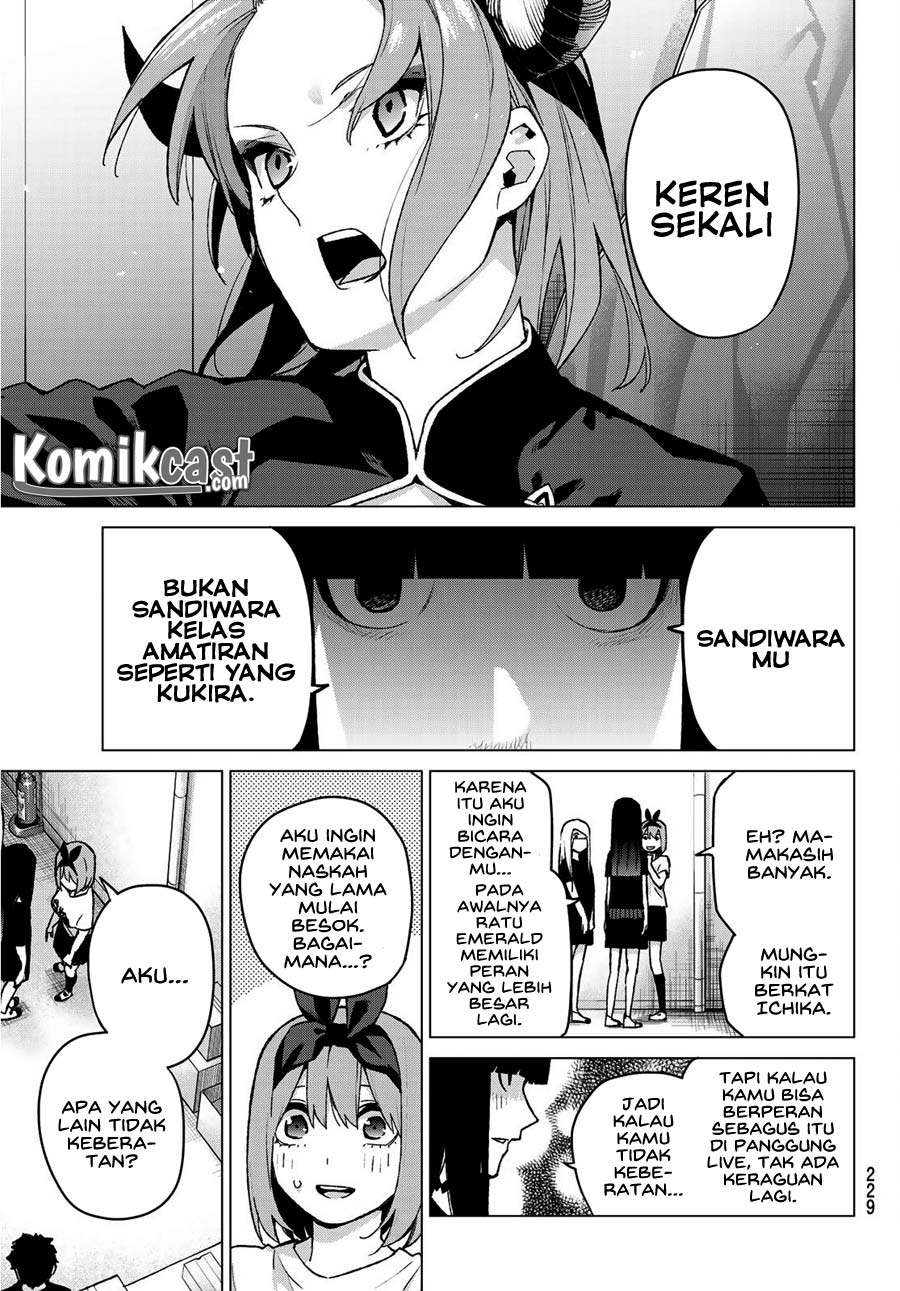 KEREN
SEKALI
Komikcast
.com
SANDIWARA
MU
BUKAN
SANDIWARA
KELAS
AMATIRAN
SEPERTI YANG
KUKIRA.
EH? MA-
MAKASIH
BANYAK.
MUNG-
KIN ITU
BERKAT
ICHIKA.
KARENA
ITU AKU
INGIN
BICARA
DENGAN-
MU...
PADA
AWALNYA
RATU
EMERALD
MEMILIKI
PERAN
YANG LEBIH
BESAR
LAGI.
TAPI KALAU
KAMU BISA
BERPERAN
SEBAGUS ITU
DI PANGGUNG
LIVE, TAK ADA
KERAGUAN
LAGI.
JADI
KALAU
KAMU
TIDAK
KEBE-
RATAN...
AKU INGIN
MEMAKAI
NASKAH
YANG LAMA
MULAI
BESOK.
BAGAI-
MANA...?
AKU...
APA YANG
LAIN TIDAK
KEBERA-
TAN?
229